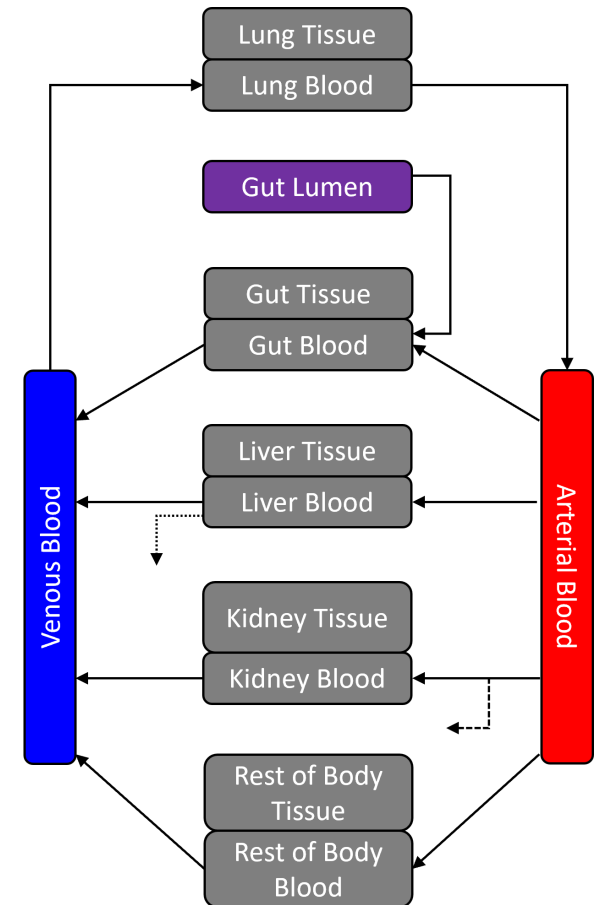 Lung Tissue
Lung Blood
Gut Lumen
Gut Tissue
Gut Blood
Liver Tissue
Liver Blood
Venous Blood
Arterial Blood
Kidney Tissue
Kidney Blood
Rest of Body
Tissue
Rest of Body
Blood